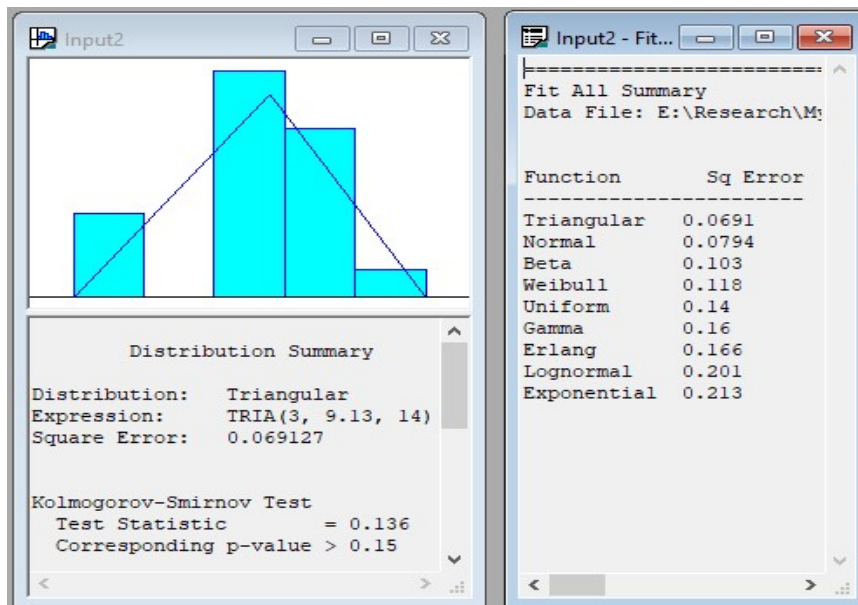 Input2
Distribution Summary
Distribution: Triangular
Expression: TRIA(3, 9.13, 14)
Square Error: 0.069127
Kolmogorov-Smirnov Test
Test Statistic = 0.136
Corresponding p-value > 0.15
Input2 - Fit...
============================
Fit All Summary
Data File: E:\Research\My
Function Sq Error
------------------------
Triangular 0.0691
Normal 0.0794
Beta 0.103
Weibull 0.118
Uniform 0.14
Gamma 0.16
Erlang 0.166
Lognormal 0.201
Exponential 0.213